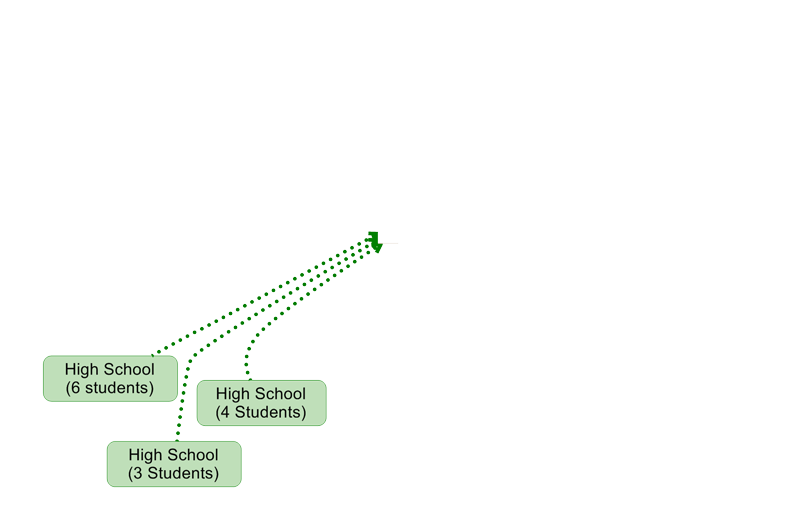 High School
(6 students)
High School
(4 Students)
High School
(3 Students)